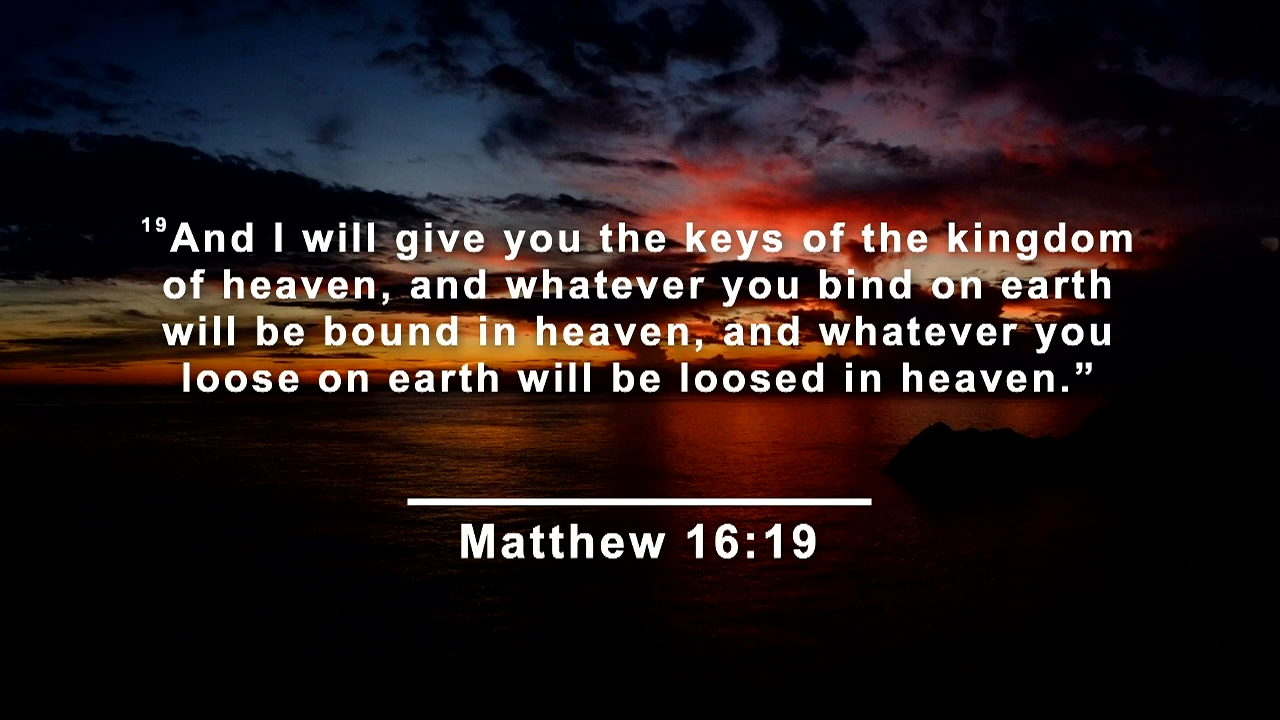 ¹⁹And I will give you the keys of the kingdom
of heaven, and whatever you bind on earth
will be bound in heaven, and whatever you
loose on earth will be loosed in heaven.”
Matthew 16:19